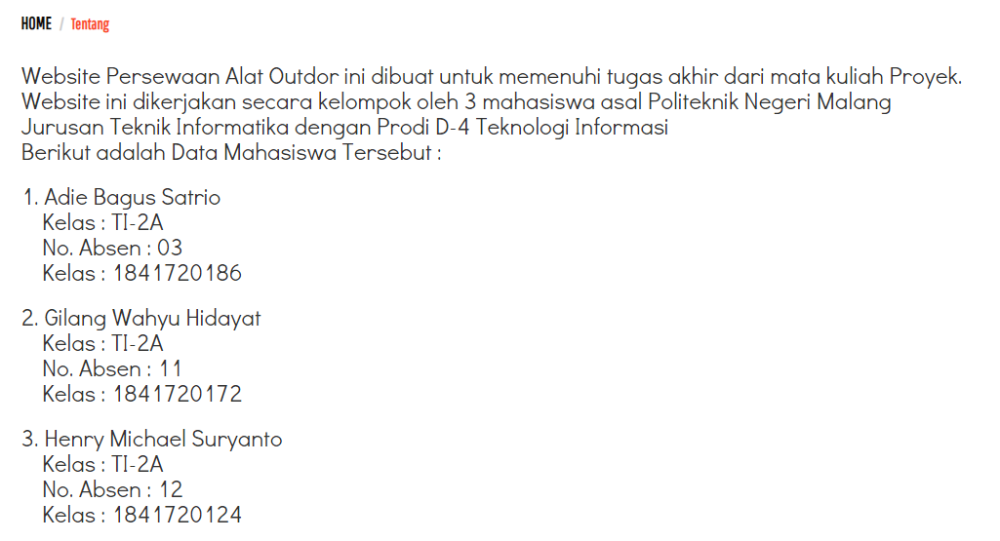 HOME / Tentang
Website Persewaan Alat Outdor ini dibuat untuk memenuhi tugas akhir dari mata kuliah Proyek.
Website ini dikerjakan secara kelompok oleh 3 mahasiswa asal Politeknik Negeri Malang
Jurusan Teknik Informatika dengan Prodi D-4 Teknologi Informasi
Berikut adalah Data Mahasiswa Tersebut :
1. Adie Bagus Satrio
Kelas : TI-2A
No. Absen : 03
Kelas : 1841720186
2. Gilang Wahyu Hidayat
Kelas : TI-2A
No. Absen : 11
Kelas : 1841720172
3. Henry Michael Suryanto
Kelas : TI-2A
No. Absen : 12
Kelas : 1841720124